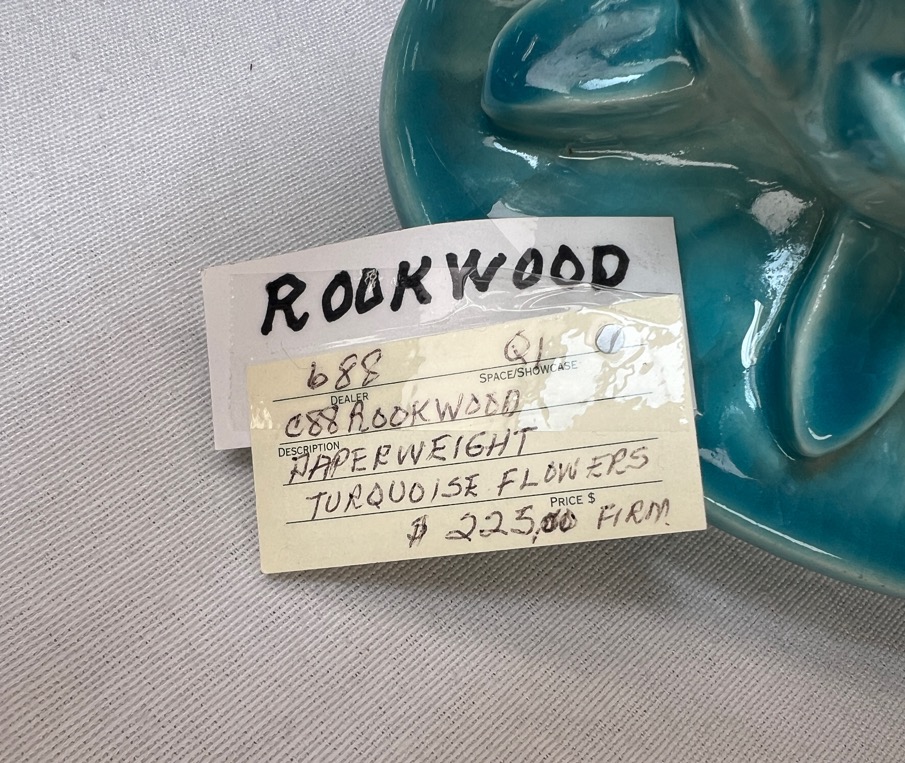 ROOKWOOD
688 Q1
DEALER SPACE/SHOWCASE
C88 ROOKWOOD
DESCRIPTION
PAPERWEIGHT
TURQUOISE FLOWERS
PRICE $
$ 225,00 FIRM